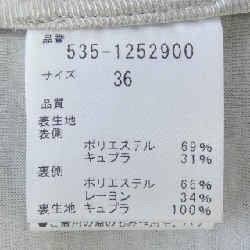 品番
535-1252900
サイズ
36
品質
表生地
表側
ポリエステル 69%
キュプラ 31%
裏側
ポリエステル 66%
レーヨン 34%
裏生地 キュプラ 100%